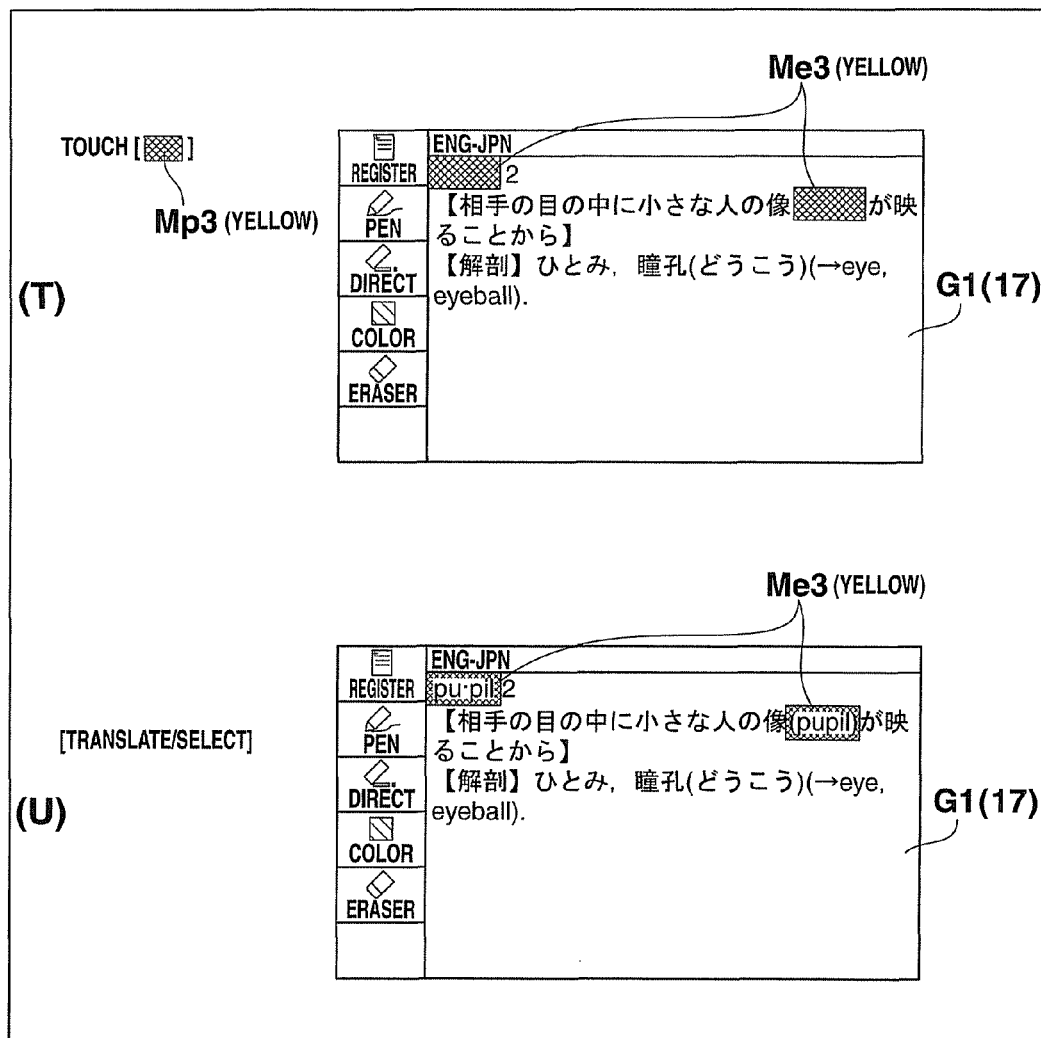 Me3 (YELLOW)
TOUCH [ ]
Mp3 (YELLOW)
(T)
REGISTER
PEN
DIRECT
COLOR
ERASER
ENG-JPN
2
【相手の目の中に小さな人の像 が映
ることから】
【解剖】ひとみ, 瞳孔(どうこう)(→eye,
eyeball).
G1(17)
Me3 (YELLOW)
[TRANSLATE/SELECT]
(U)
REGISTER
PEN
DIRECT
COLOR
ERASER
ENG-JPN
pu·pil 2
【相手の目の中に小さな人の像(pupil)が映
ることから】
【解剖】ひとみ, 瞳孔(どうこう)(→eye,
eyeball).
G1(17)